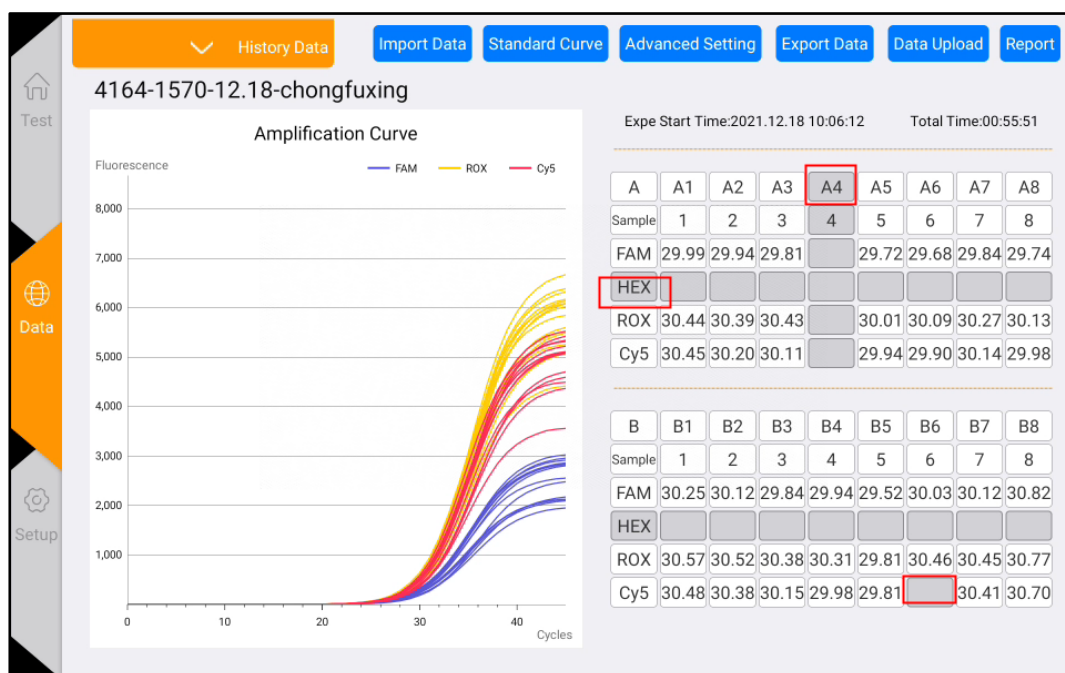 History Data
Import Data
Standard Curve
Advanced Setting
Export Data
Data Upload
Report
4164-1570-12.18-chongfuxing
Test
Data
Setup
Amplification Curve
Fluorescence
FAM ROX Cy5
8,000
7,000
6,000
5,000
4,000
3,000
2,000
1,000
0 10 20 30 40
Cycles
Expe Start Time:2021.12.18 10:06:12 Total Time:00:55:51
A A1 A2 A3 A4 A5 A6 A7 A8
Sample 1 2 3 4 5 6 7 8
FAM 29.99 29.94 29.81 29.72 29.68 29.84 29.74
HEX
ROX 30.44 30.39 30.43 30.01 30.09 30.27 30.13
Cy5 30.45 30.20 30.11 29.94 29.90 30.14 29.98
B B1 B2 B3 B4 B5 B6 B7 B8
Sample 1 2 3 4 5 6 7 8
FAM 30.25 30.12 29.84 29.94 29.52 30.03 30.12 30.82
HEX
ROX 30.57 30.52 30.38 30.31 29.81 30.46 30.45 30.77
Cy5 30.48 30.38 30.15 29.98 29.81 30.41 30.70